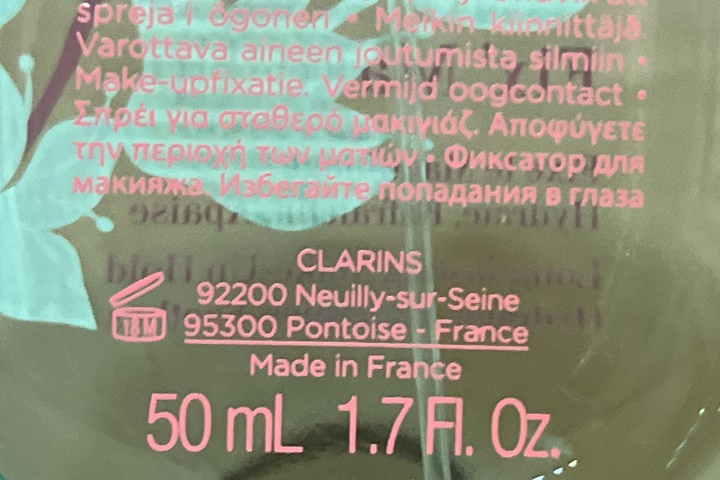 spreja i ögonen • Meikin kiinnittäjä.
Varottava aineen joutumista silmiin •
Make-upfixatie. Vermijd oogcontact •
Σπρέι για σταθερό μακιγιάζ. Αποφύγετε
την περιοχή των ματιών • Фиксатор для
макияжа. Избегайте попадания в глаза
CLARINS
92200 Neuilly-sur-Seine
18M
95300 Pontoise - France
Made in France
50 mL 1.7 Fl. Oz.